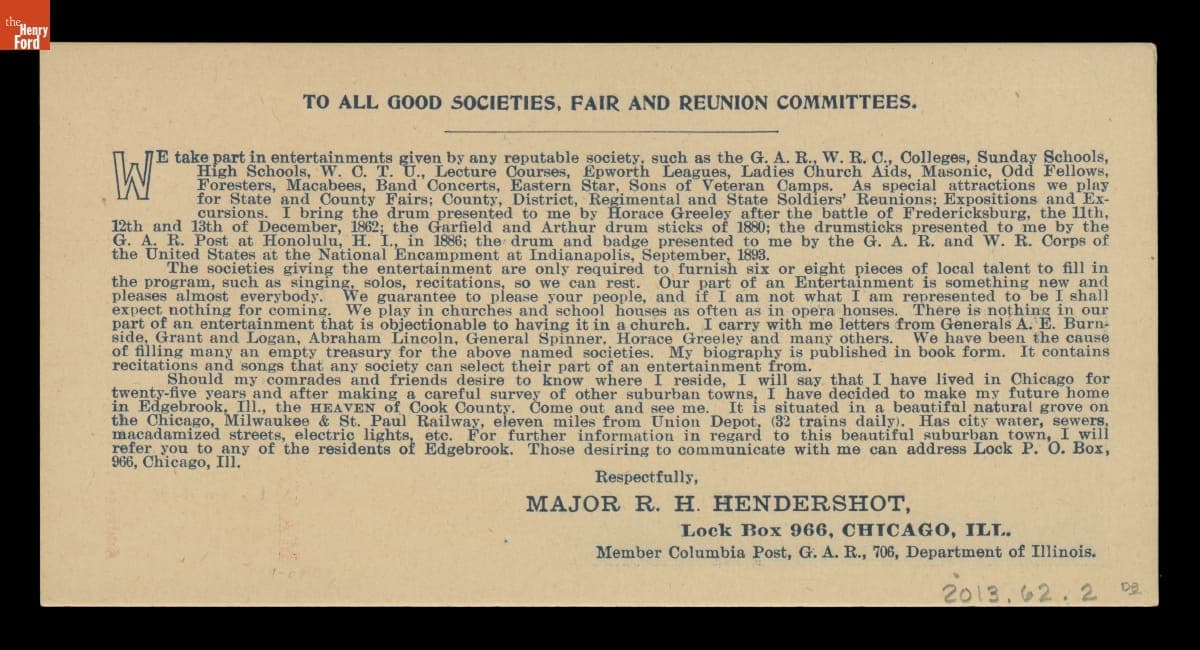 the
Henry
Ford
TO ALL GOOD SOCIETIES, FAIR AND REUNION COMMITTEES.
WE take part in entertainments given by any reputable society, such as the G. A. R., W. R. C., Colleges, Sunday Schools,
High Schools, W. C. T. U., Lecture Courses, Epworth Leagues, Ladies Church Aids, Masonic, Odd Fellows,
Foresters, Macabees, Band Concerts, Eastern Star, Sons of Veteran Camps. As special attractions we play
for State and County Fairs; County, District, Regimental and State Soldiers' Reunions; Expositions and Ex-
cursions. I bring the drum presented to me by Horace Greeley after the battle of Fredericksburg, the 11th,
12th and 13th of December, 1862; the Garfield and Arthur drum sticks of 1880; the drumsticks presented to me by the
G. A. R. Post at Honolulu, H. I., in 1886; the drum and badge presented to me by the G. A. R. and W. R. Corps of
the United States at the National Encampment at Indianapolis, September, 1893.
The societies giving the entertainment are only required to furnish six or eight pieces of local talent to fill in
the program, such as singing, solos, recitations, so we can rest. Our part of an Entertainment is something new and
pleases almost everybody. We guarantee to please your people, and if I am not what I am represented to be I shall
expect nothing for coming. We play in churches and school houses as often as in opera houses. There is nothing in our
part of an entertainment that is objectionable to having it in a church. I carry with me letters from Generals A. E. Burn-
side, Grant and Logan, Abraham Lincoln, General Spinner, Horace Greeley and many others. We have been the cause
of filling many an empty treasury for the above named societies. My biography is published in book form. It contains
recitations and songs that any society can select their part of an entertainment from.
Should my comrades and friends desire to know where I reside, I will say that I have lived in Chicago for
twenty-five years and after making a careful survey of other suburban towns, I have decided to make my future home
in Edgebrook, Ill., the HEAVEN of Cook County. Come out and see me. It is situated in a beautiful natural grove on
the Chicago, Milwaukee & St. Paul Railway, eleven miles from Union Depot, (32 trains daily). Has city water, sewers,
macadamized streets, electric lights, etc. For further information in regard to this beautiful suburban town, I will
refer you to any of the residents of Edgebrook. Those desiring to communicate with me can address Lock P. O. Box,
966, Chicago, Ill.
Respectfully,
MAJOR R. H. HENDERSHOT,
Lock Box 966, CHICAGO, ILL.
Member Columbia Post, G. A. R., 706, Department of Illinois.
2013.62.2